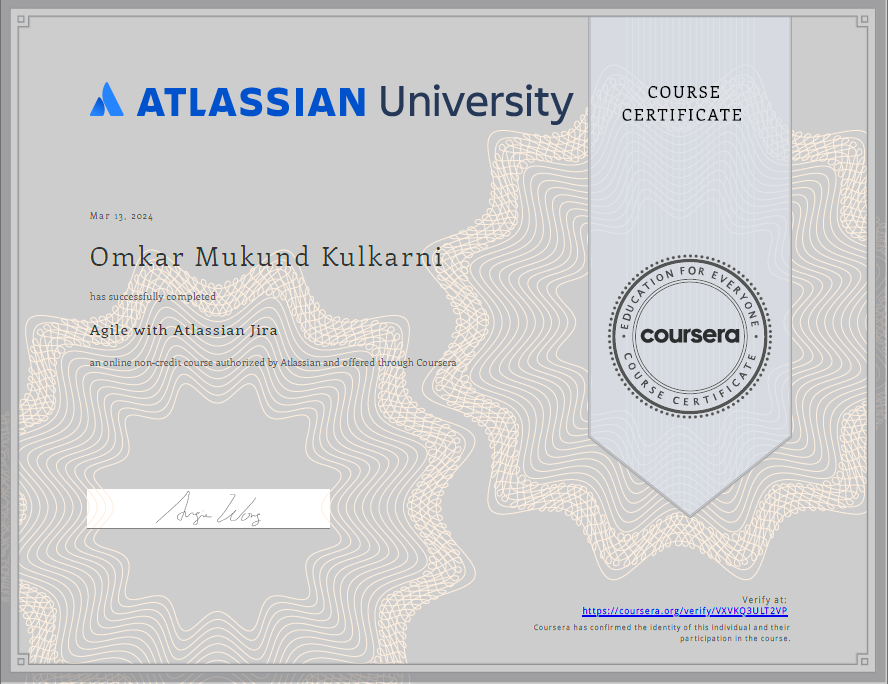 ATLASSIAN University
COURSE
CERTIFICATE
Mar 13, 2024
Omkar Mukund Kulkarni
has successfully completed
Agile with Atlassian Jira
an online non-credit course authorized by Atlassian and offered through Coursera
EDUCATION FOR EVERYONE
coursera
COURSE CERTIFICATE
Angie Wong
Verify at:
https://coursera.org/verify/VXVKQ3ULT2VP
Coursera has confirmed the identity of this individual and their
participation in the course.